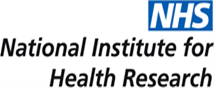 NHS
National Institute for
Health Research